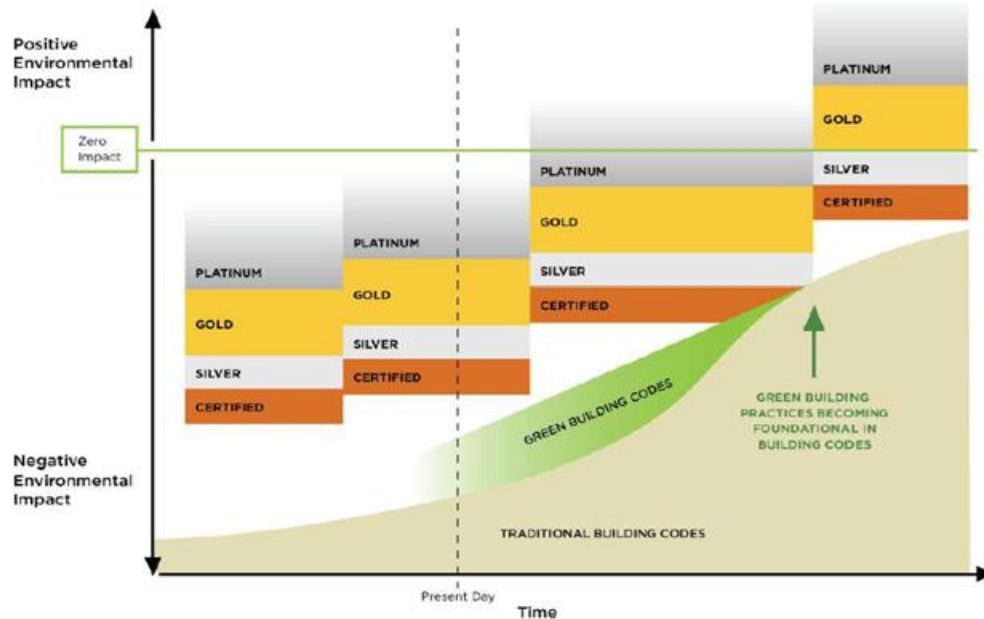 Positive
Environmental
Impact
Zero
Impact
Negative
Environmental
Impact
PLATINUM
GOLD
SILVER
CERTIFIED
PLATINUM
GOLD
SILVER
CERTIFIED
PLATINUM
GOLD
SILVER
CERTIFIED
PLATINUM
GOLD
SILVER
CERTIFIED
GREEN BUILDING CODES
GREEN BUILDING
PRACTICES BECOMING
FOUNDATIONAL IN
BUILDING CODES
TRADITIONAL BUILDING CODES
Present Day
Time